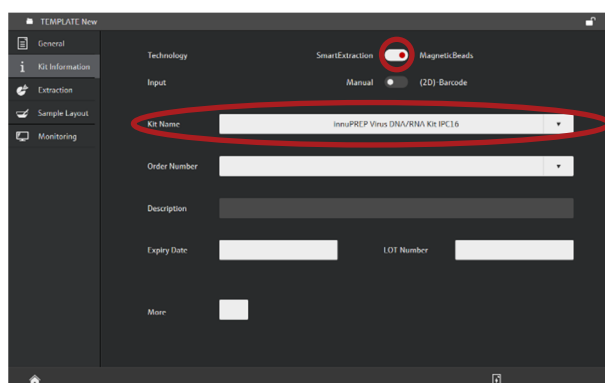 TEMPLATE New
General
Kit Information
Extraction
Sample Layout
Monitoring
Technology SmartExtraction MagneticBeads
Input Manual (2D)-Barcode
Kit Name innuPREP Virus DNA/RNA Kit IPC16
Order Number
Description
Expiry Date LOT Number
More